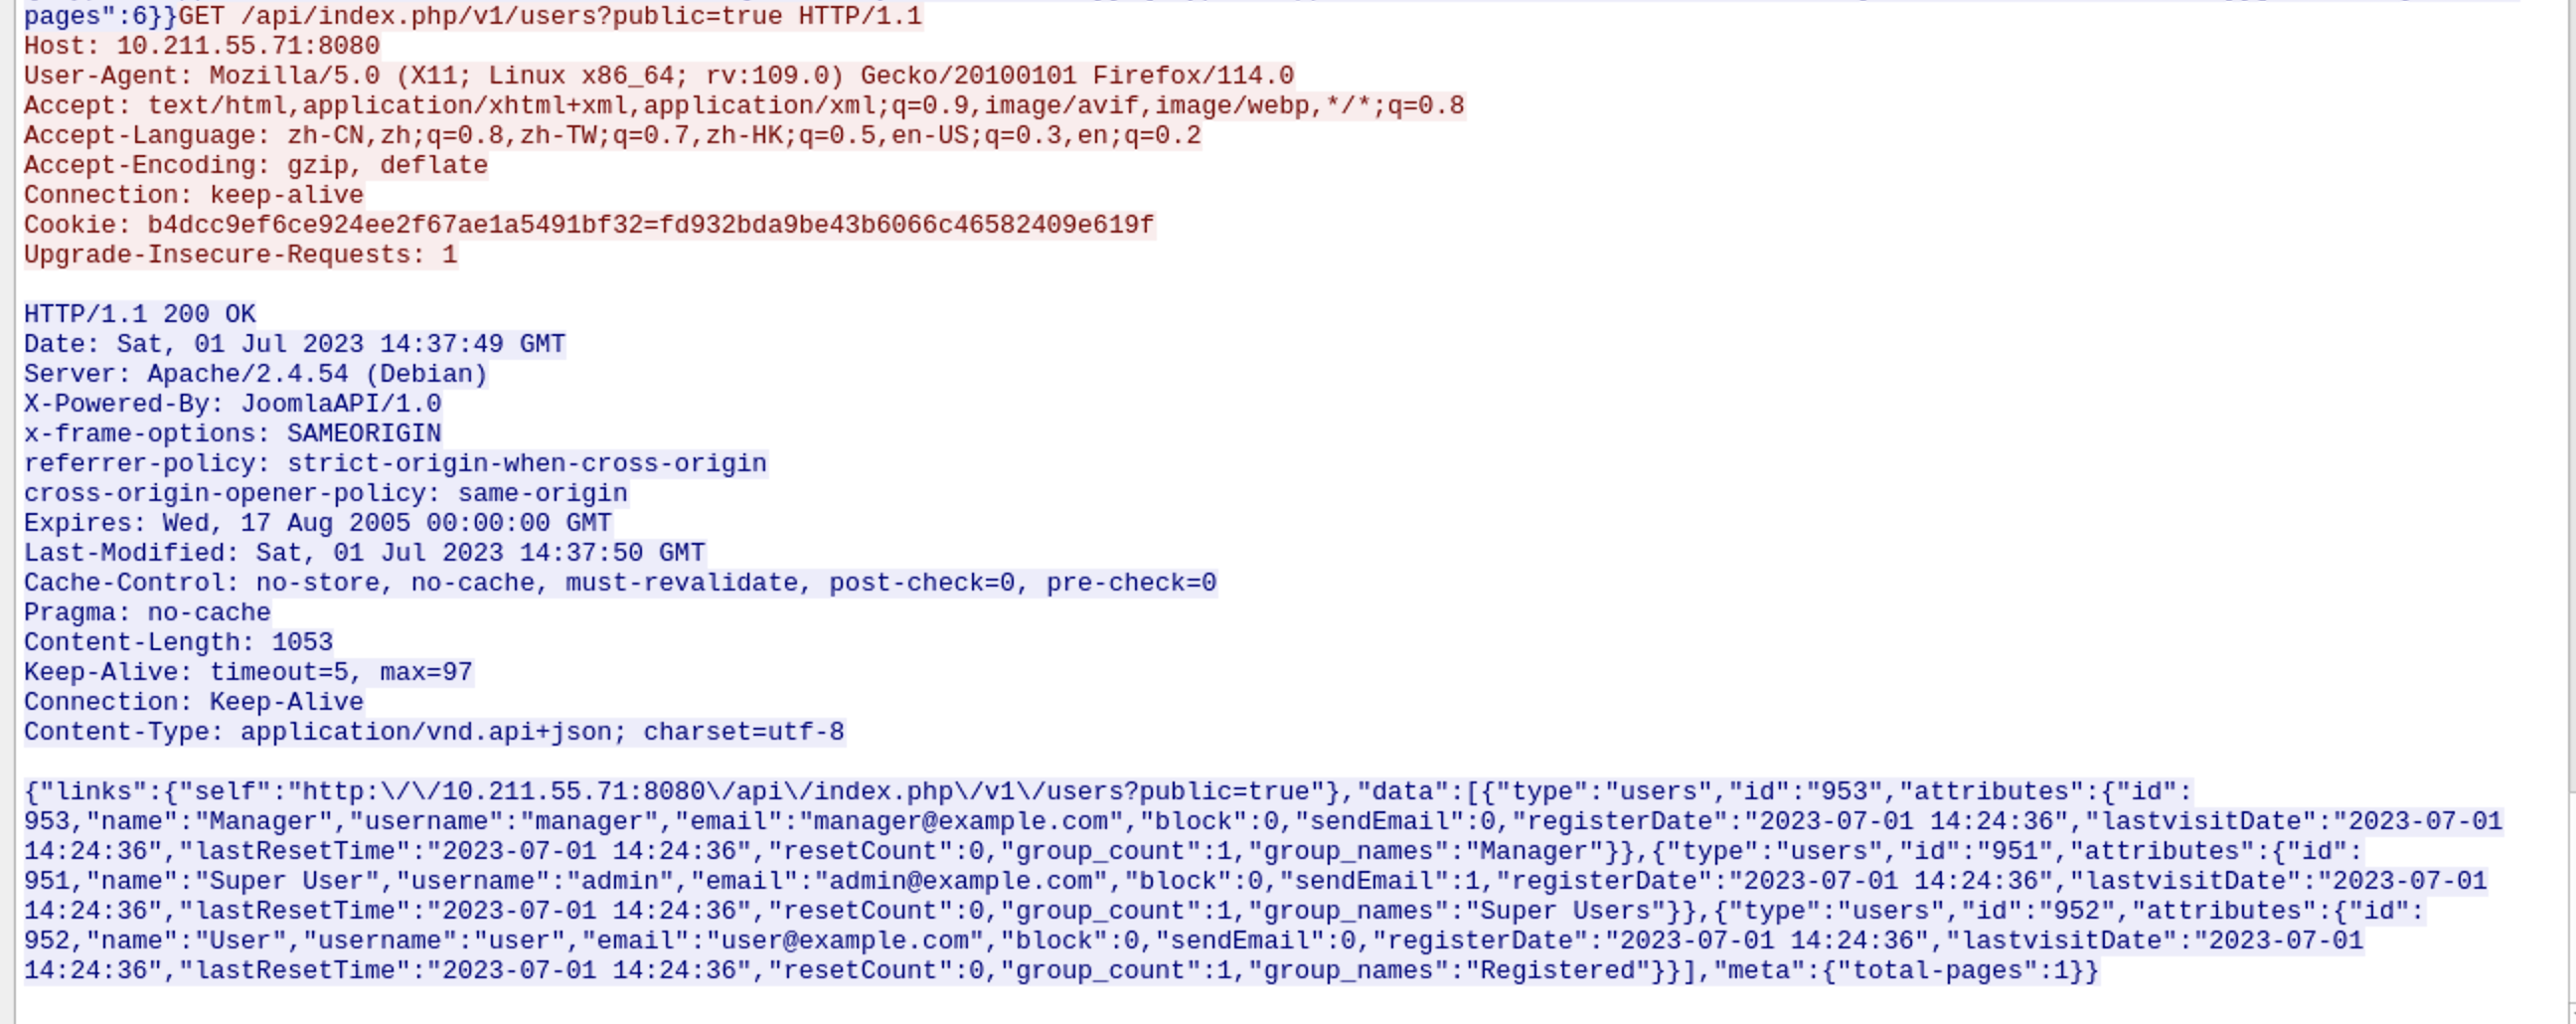 pages":6}}GET /api/index.php/v1/users?public=true HTTP/1.1
Host: 10.211.55.71:8080
User-Agent: Mozilla/5.0 (X11; Linux x86_64; rv:109.0) Gecko/20100101 Firefox/114.0
Accept: text/html,application/xhtml+xml,application/xml;q=0.9,image/avif,image/webp,*/*;q=0.8
Accept-Language: zh-CN,zh;q=0.8,zh-TW;q=0.7,zh-HK;q=0.5,en-US;q=0.3,en;q=0.2
Accept-Encoding: gzip, deflate
Connection: keep-alive
Cookie: b4dcc9ef6ce924ee2f67ae1a5491bf32=fd932bda9be43b6066c46582409e619f
Upgrade-Insecure-Requests: 1
HTTP/1.1 200 OK
Date: Sat, 01 Jul 2023 14:37:49 GMT
Server: Apache/2.4.54 (Debian)
X-Powered-By: JoomlaAPI/1.0
x-frame-options: SAMEORIGIN
referrer-policy: strict-origin-when-cross-origin
cross-origin-opener-policy: same-origin
Expires: Wed, 17 Aug 2005 00:00:00 GMT
Last-Modified: Sat, 01 Jul 2023 14:37:50 GMT
Cache-Control: no-store, no-cache, must-revalidate, post-check=0, pre-check=0
Pragma: no-cache
Content-Length: 1053
Keep-Alive: timeout=5, max=97
Connection: Keep-Alive
Content-Type: application/vnd.api+json; charset=utf-8
{"links":{"self":"http:\/\/10.211.55.71:8080\/api\/index.php\/v1\/users?public=true"},"data":[{"type":"users","id":"953","attributes":{"id":
953,"name":"Manager","username":"manager","email":"manager@example.com","block":0,"sendEmail":0,"registerDate":"2023-07-01 14:24:36","lastvisitDate":"2023-07-01
14:24:36","lastResetTime":"2023-07-01 14:24:36","resetCount":0,"group_count":1,"group_names":"Manager"}},{"type":"users","id":"951","attributes":{"id":
951,"name":"Super User","username":"admin","email":"admin@example.com","block":0,"sendEmail":1,"registerDate":"2023-07-01 14:24:36","lastvisitDate":"2023-07-01
14:24:36","lastResetTime":"2023-07-01 14:24:36","resetCount":0,"group_count":1,"group_names":"Super Users"}},{"type":"users","id":"952","attributes":{"id":
952,"name":"User","username":"user","email":"user@example.com","block":0,"sendEmail":0,"registerDate":"2023-07-01 14:24:36","lastvisitDate":"2023-07-01
14:24:36","lastResetTime":"2023-07-01 14:24:36","resetCount":0,"group_count":1,"group_names":"Registered"}}],"meta":{"total-pages":1}}